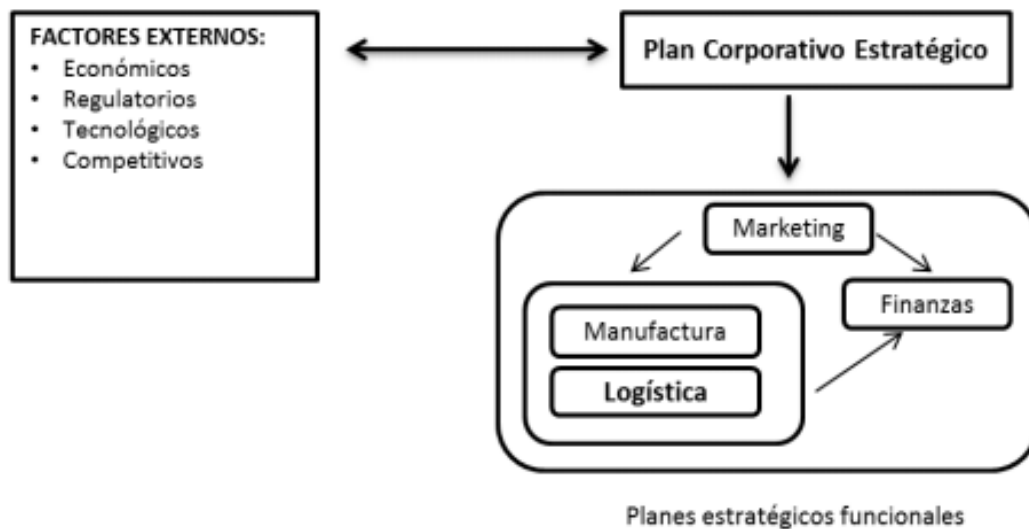 FACTORES EXTERNOS:
• Económicos
• Regulatorios
• Tecnológicos
• Competitivos
Plan Corporativo Estratégico
Marketing
Finanzas
Manufactura
Logística
Planes estratégicos funcionales